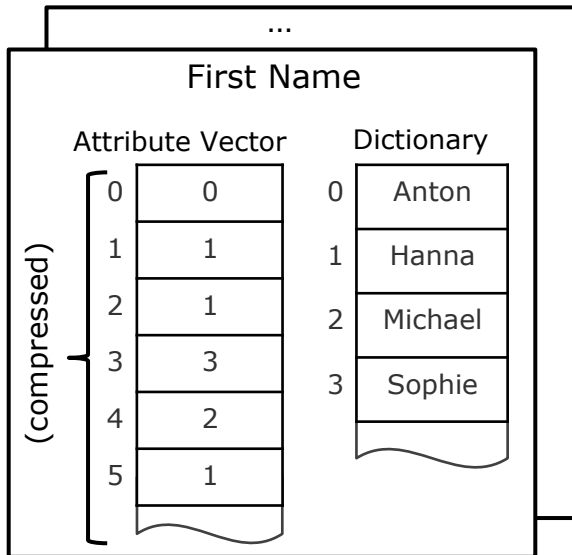 ...
First Name
Attribute Vector
Dictionary
(compressed)
0 0
1 1
2 1
3 3
4 2
5 1
0 Anton
1 Hanna
2 Michael
3 Sophie